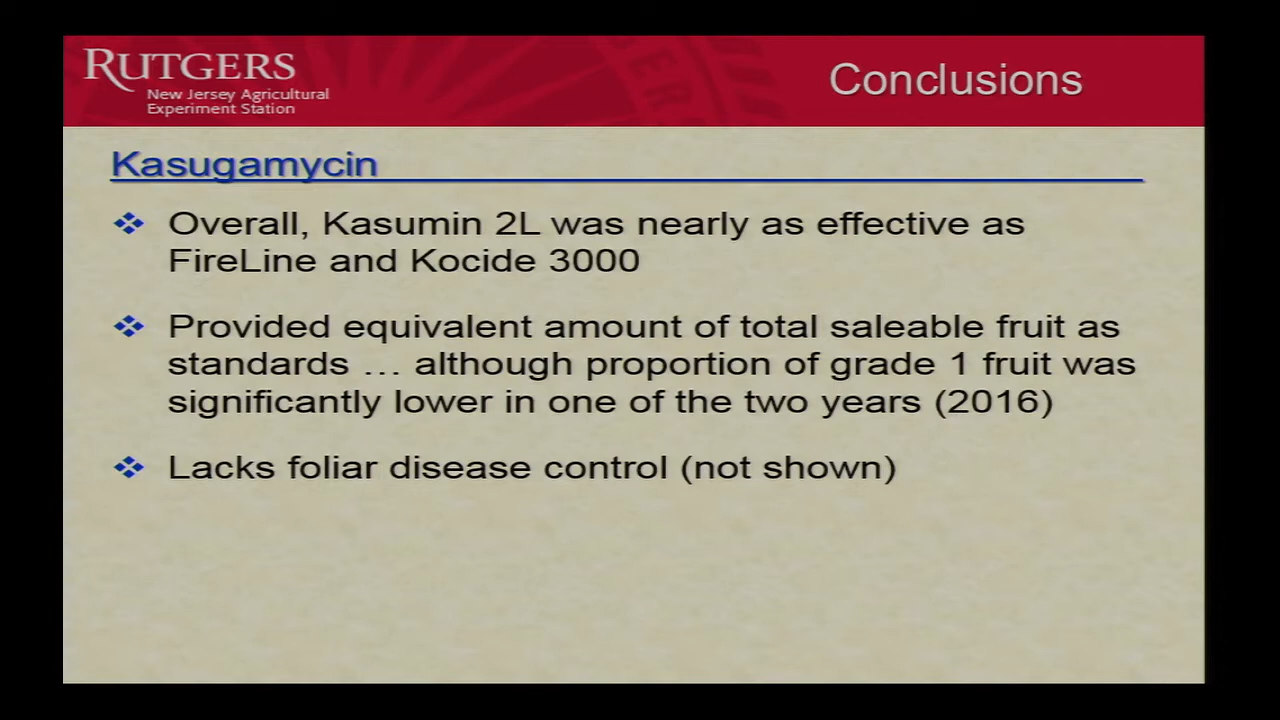 RUTGERS
New Jersey Agricultural
Experiment Station
Conclusions
Kasugamycin
Overall, Kasumin 2L was nearly as effective as
FireLine and Kocide 3000
Provided equivalent amount of total saleable fruit as
standards … although proportion of grade 1 fruit was
significantly lower in one of the two years (2016)
Lacks foliar disease control (not shown)